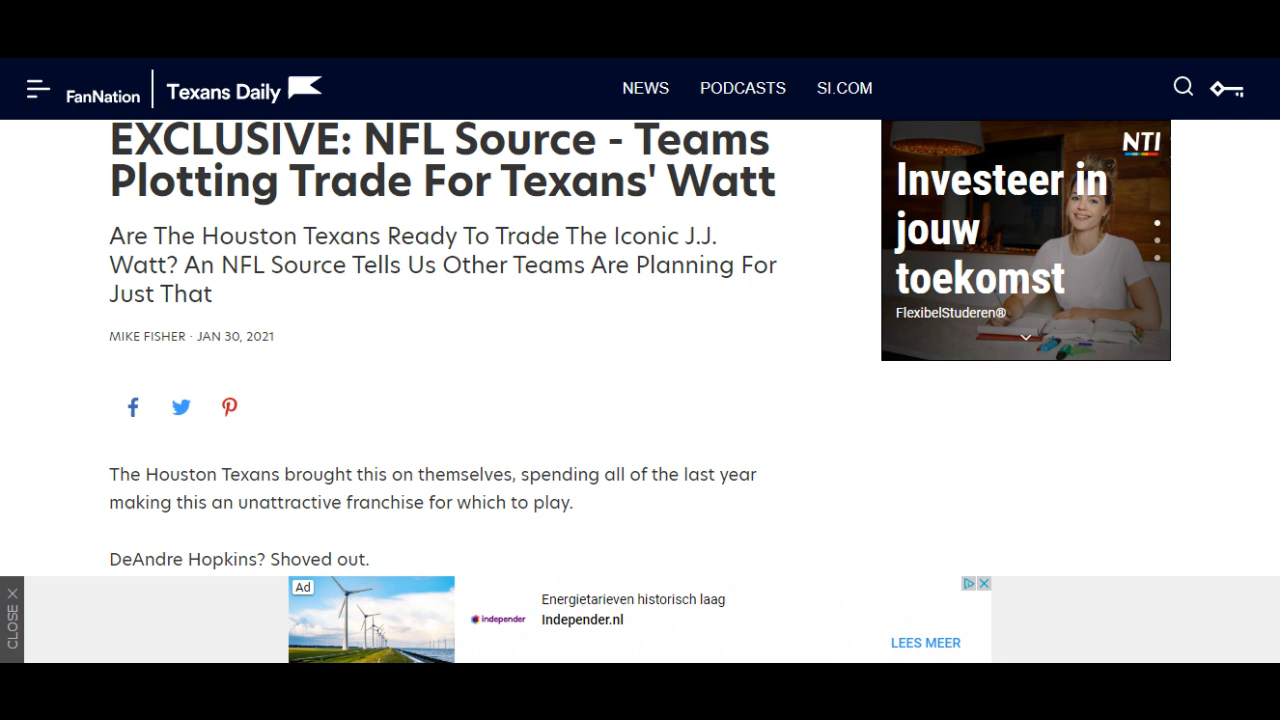 FanNation
Texans Daily
NEWS
PODCASTS
SI.COM
EXCLUSIVE: NFL Source - Teams
Plotting Trade For Texans' Watt
Are The Houston Texans Ready To Trade The Iconic J.J.
Watt? An NFL Source Tells Us Other Teams Are Planning For
Just That
MIKE FISHER · JAN 30, 2021
The Houston Texans brought this on themselves, spending all of the last year
making this an unattractive franchise for which to play.
DeAndre Hopkins? Shoved out.
NTI
Investeer in
jouw
toekomst
FlexibelStuderen®
CLOSE X
Ad
independer
Energietarieven historisch laag
Independer.nl
LEES MEER